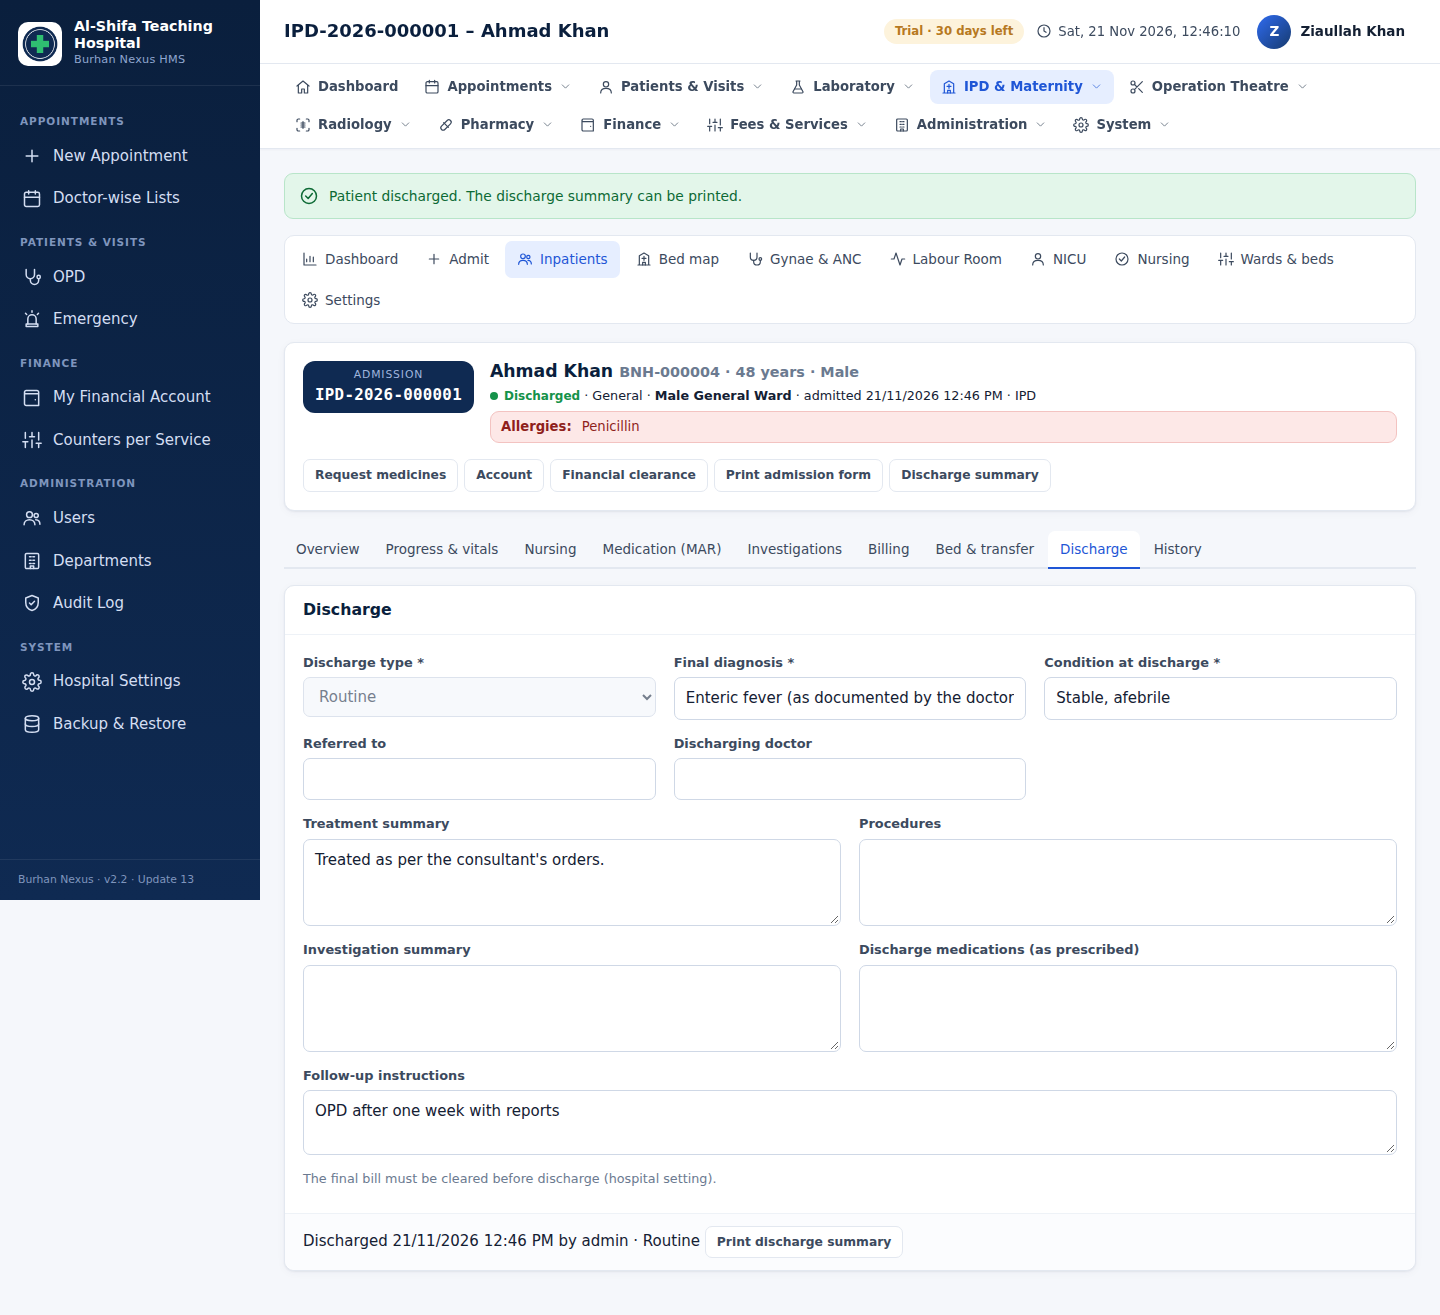 Al-Shifa Teaching
Hospital
Burhan Nexus HMS
APPOINTMENTS
New Appointment
Doctor-wise Lists
PATIENTS & VISITS
OPD
Emergency
FINANCE
My Financial Account
Counters per Service
ADMINISTRATION
Users
Departments
Audit Log
SYSTEM
Hospital Settings
Backup & Restore
Burhan Nexus · v2.2 · Update 13
IPD-2026-000001 – Ahmad Khan
Trial · 30 days left
Sat, 21 Nov 2026, 12:46:10
Z
Ziaullah Khan
Dashboard
Appointments
Patients & Visits
Laboratory
IPD & Maternity
Operation Theatre
Radiology
Pharmacy
Finance
Fees & Services
Administration
System
Patient discharged. The discharge summary can be printed.
Dashboard
Admit
Inpatients
Bed map
Gynae & ANC
Labour Room
NICU
Nursing
Wards & beds
Settings
ADMISSION
IPD-2026-000001
Ahmad Khan BNH-000004 · 48 years · Male
Discharged · General · Male General Ward · admitted 21/11/2026 12:46 PM · IPD
Allergies: Penicillin
Request medicines
Account
Financial clearance
Print admission form
Discharge summary
Overview
Progress & vitals
Nursing
Medication (MAR)
Investigations
Billing
Bed & transfer
Discharge
History
Discharge
Discharge type *
Final diagnosis *
Condition at discharge *
Routine
Enteric fever (as documented by the doctor
Stable, afebrile
Referred to
Discharging doctor
Treatment summary
Procedures
Treated as per the consultant's orders.
Investigation summary
Discharge medications (as prescribed)
Follow-up instructions
OPD after one week with reports
The final bill must be cleared before discharge (hospital setting).
Discharged 21/11/2026 12:46 PM by admin · Routine
Print discharge summary